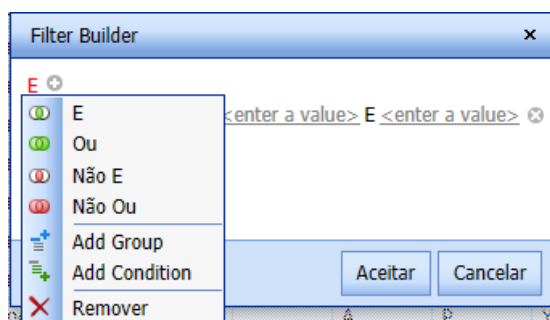 Filter Builder
E
E <enter a value> E <enter a value>
Ou
Não E
Não Ou
Add Group
Add Condition
Aceitar Cancelar
Remover
A P Y